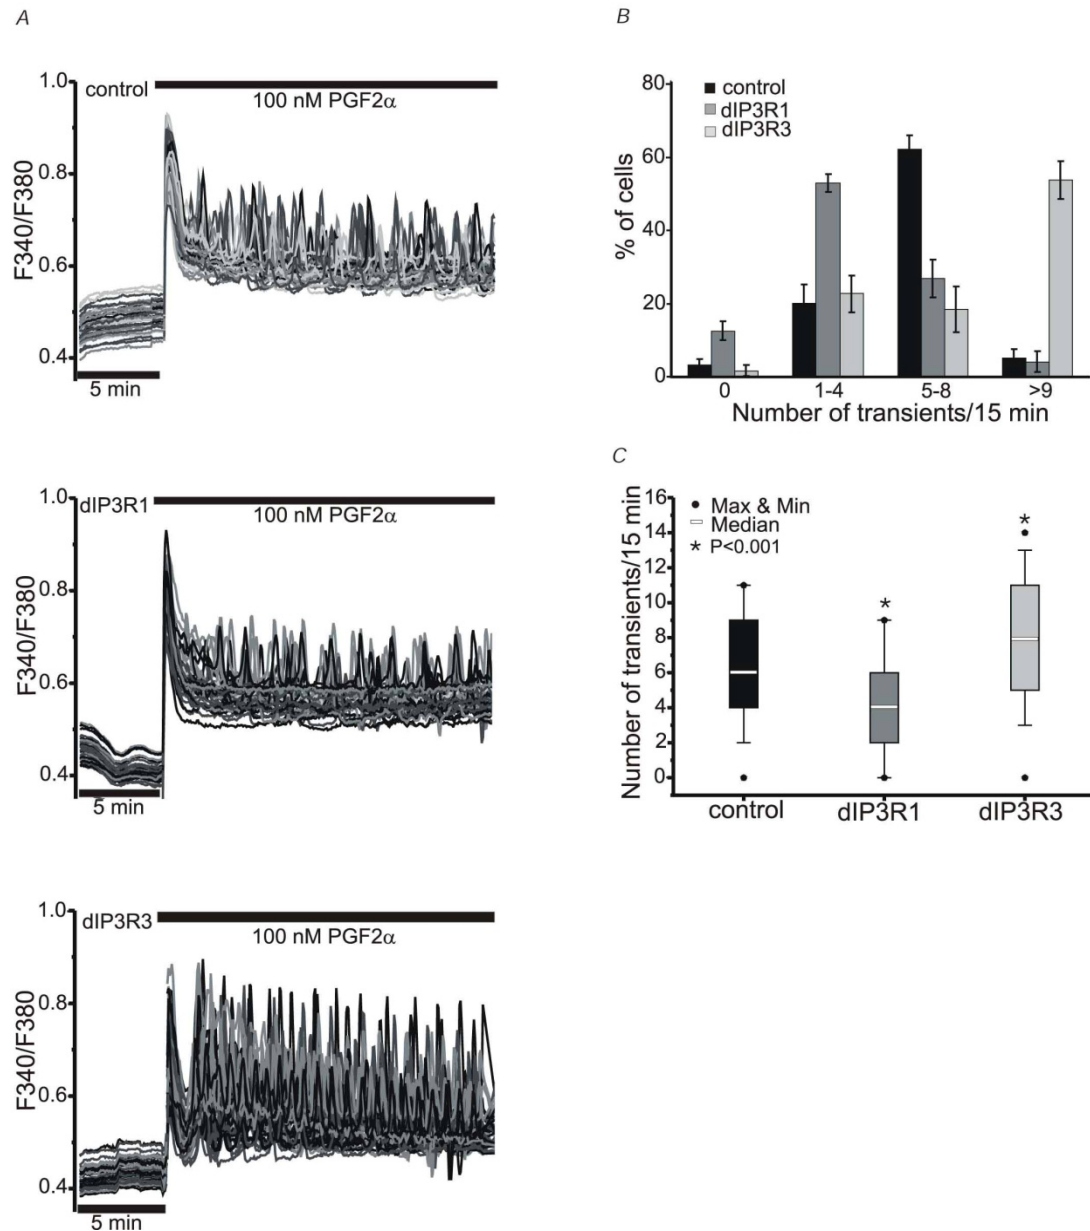 A
1.0
control
100 nM PGF2α
0.8
F340/F380
0.6
0.4
5 min
1.0
dIP3R1
100 nM PGF2α
0.8
F340/F380
0.6
0.4
5 min
1.0
dIP3R3
100 nM PGF2α
0.8
F340/F380
0.6
0.4
5 min
B
80
control
dIP3R1
dIP3R3
60
% of cells
40
20
0
0 1-4 5-8 >9
Number of transients/15 min
C
16
Max & Min
14
Median
* P<0.001
*
12
*
10
Number of transients/15 min
8
6
4
2
0
control dIP3R1 dIP3R3